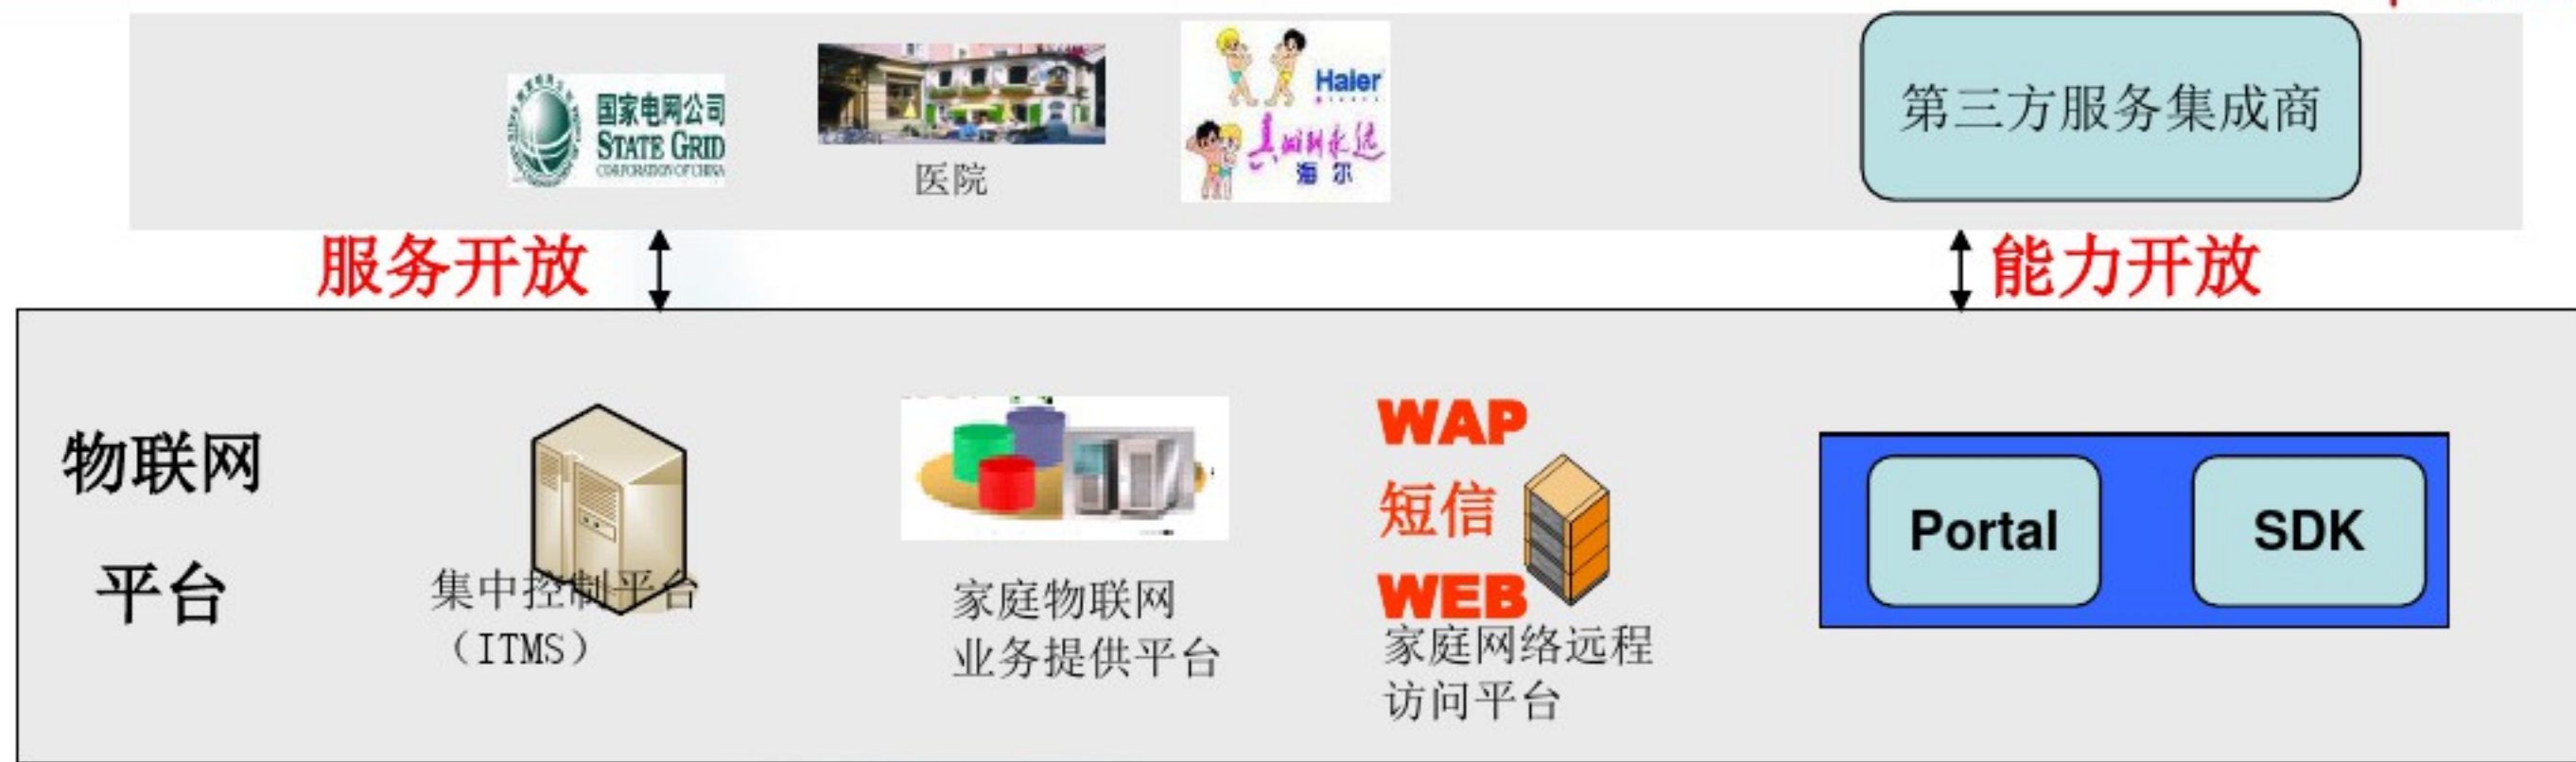 国家电网公司
STATE GRID
CORPORATION OF CHINA
医院
Haier
真诚到永远
海尔
第三方服务集成商
服务开放
能力开放
物联网
平台
集中控制平台
（ITMS）
家庭物联网
业务提供平台
WAP
短信
WEB
家庭网络远程
访问平台
Portal
SDK